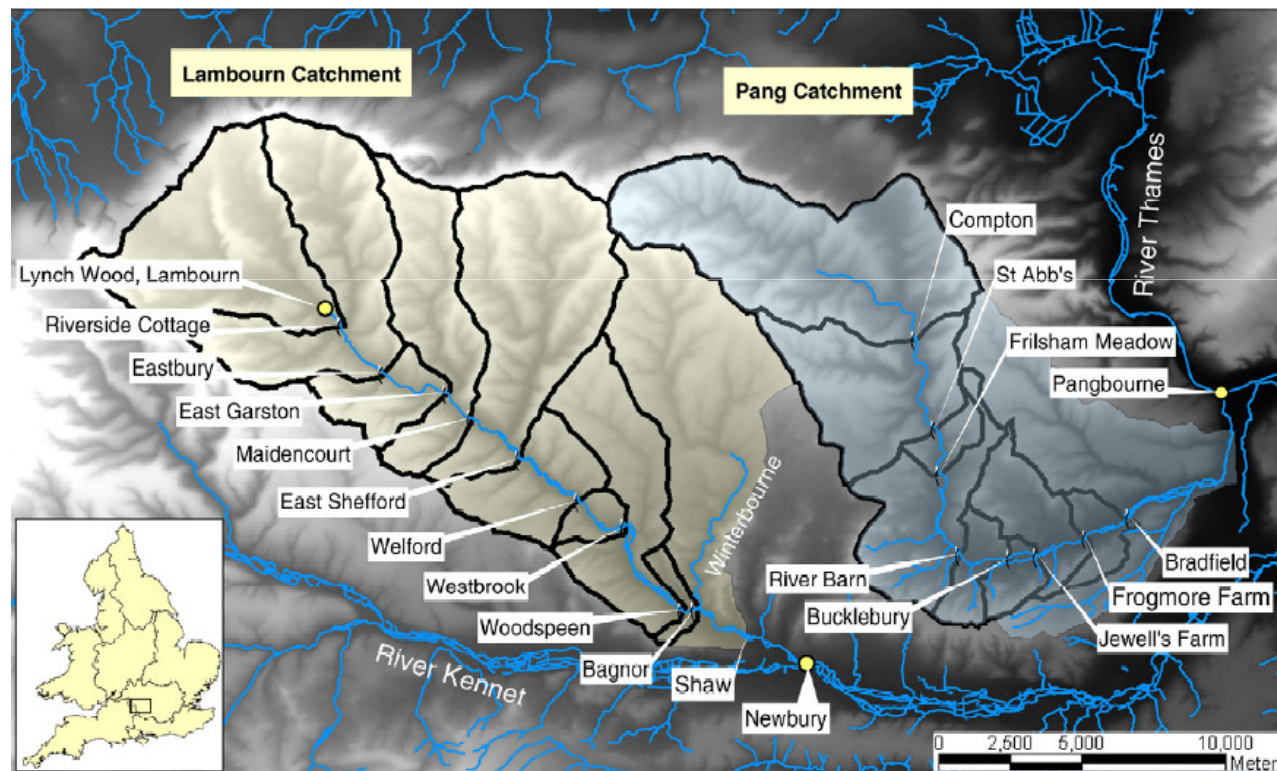 Lambourn Catchment
Pang Catchment
River Thames
Compton
St Abb's
Lynch Wood, Lambourn
Riverside Cottage
Frilsham Meadow
Eastbury
Pangbourne
East Garston
Maidencourt
East Shefford
Welford
Winterbourne
Westbrook
River Barn
Bradfield
Woodspeen
Bucklebury
Frogmore Farm
Bagnor
Jewell's Farm
River Kennet
Shaw
Newbury
0 2,500 5,000 10,000
Meter